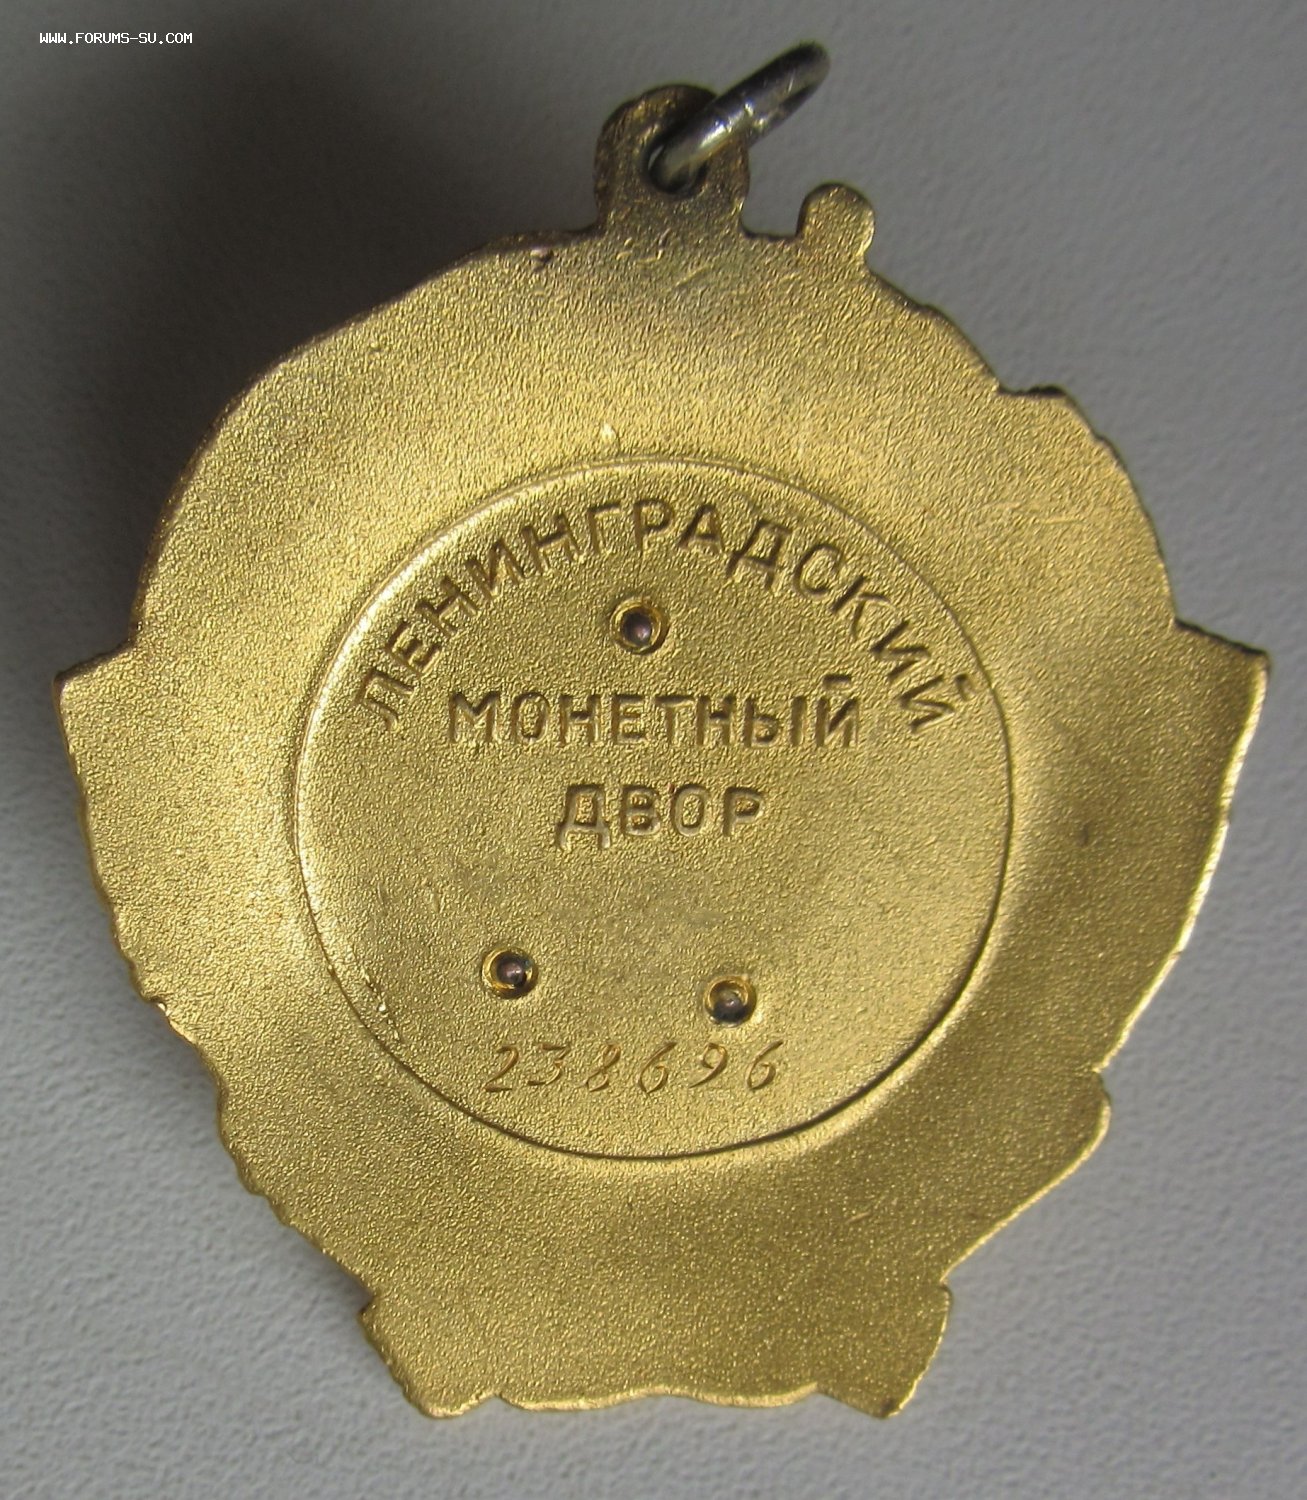 WWW.FORUMS-SU.COM
ЛЕНИНГРАДСКИЙ
МОНЕТНЫЙ
ДВОР
238696